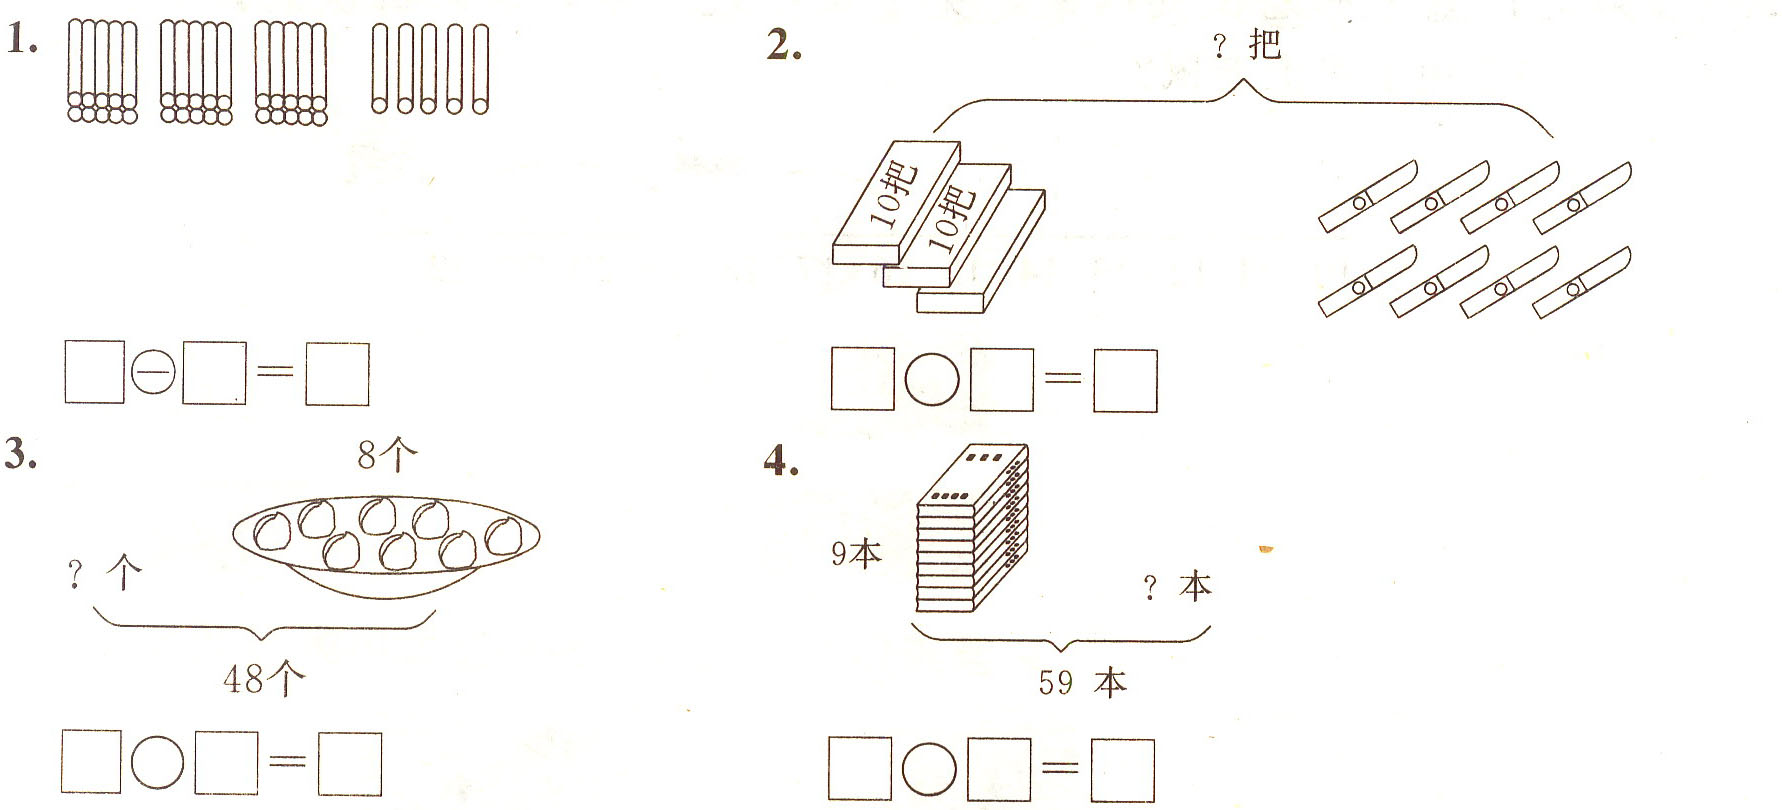 1.
2.
? 把
10把
10把
□⊖□=□
□○□=□
3.
8个
? 个
48个
□○□=□
4.
9本
? 本
59 本
□○□=□